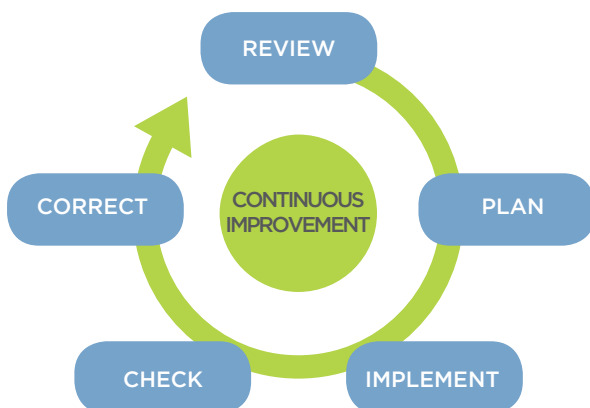 REVIEW
PLAN
IMPLEMENT
CHECK
CORRECT
CONTINUOUS
IMPROVEMENT